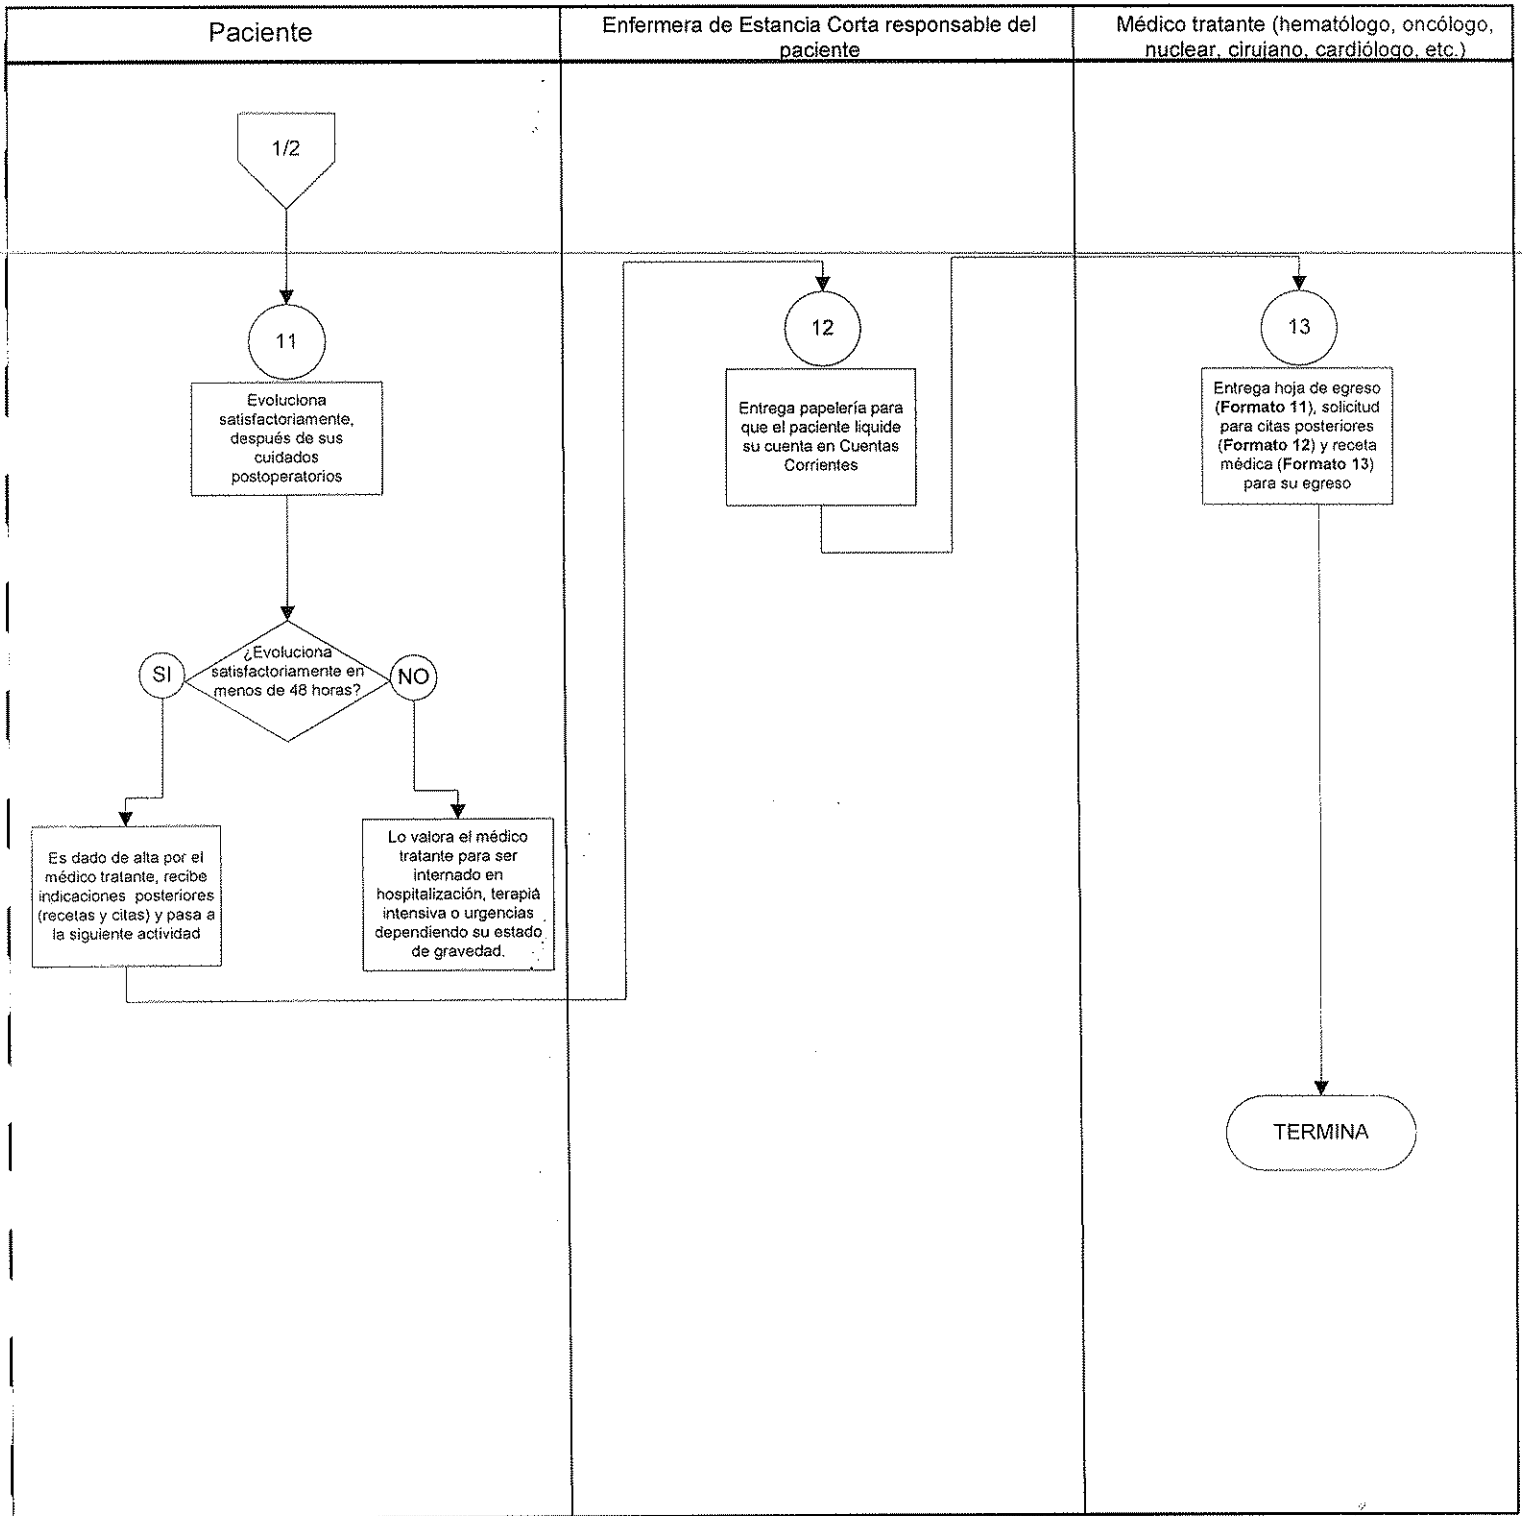 Paciente
Enfermera de Estancia Corta responsable del
paciente
Médico tratante (hematólogo, oncólogo,
nuclear, cirujano, cardiólogo, etc.)
1/2
11
Evoluciona
satisfactoriamente,
después de sus
cuidados
postoperatorios
¿Evoluciona
satisfactoriamente en
menos de 48 horas?
SI
NO
Es dado de alta por el
médico tratante, recibe
indicaciones posteriores
(recetas y citas) y pasa a
la siguiente actividad
Lo valora el médico
tratante para ser
internado en
hospitalización, terapia
intensiva o urgencias
dependiendo su estado
de gravedad.
12
Entrega papelería para
que el paciente liquide
su cuenta en Cuentas
Corrientes
13
Entrega hoja de egreso
(Formato 11), solicitud
para citas posteriores
(Formato 12) y receta
médica (Formato 13)
para su egreso
TERMINA